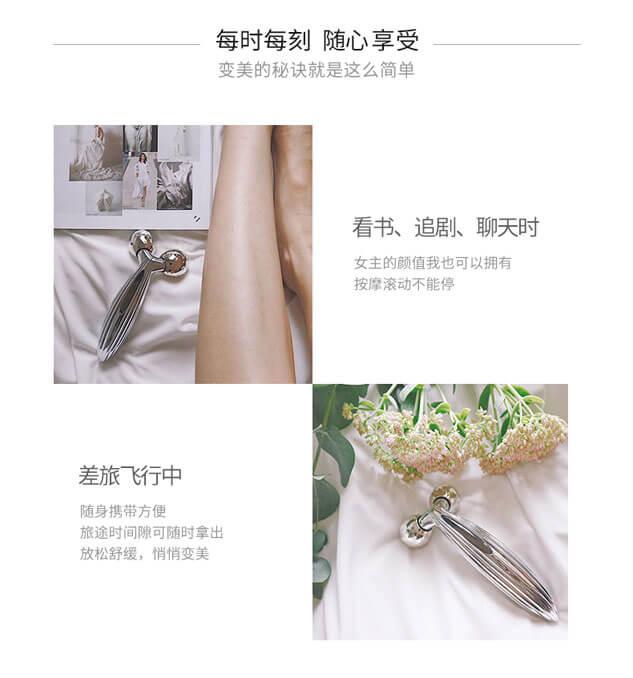 每时每刻 随心享受
变美的秘诀就是这么简单
看书、追剧、聊天时
女主的颜值我也可以拥有
按摩滚动不能停
差旅飞行中
随身携带方便
旅途时间隙可随时拿出
放松舒缓，悄悄变美